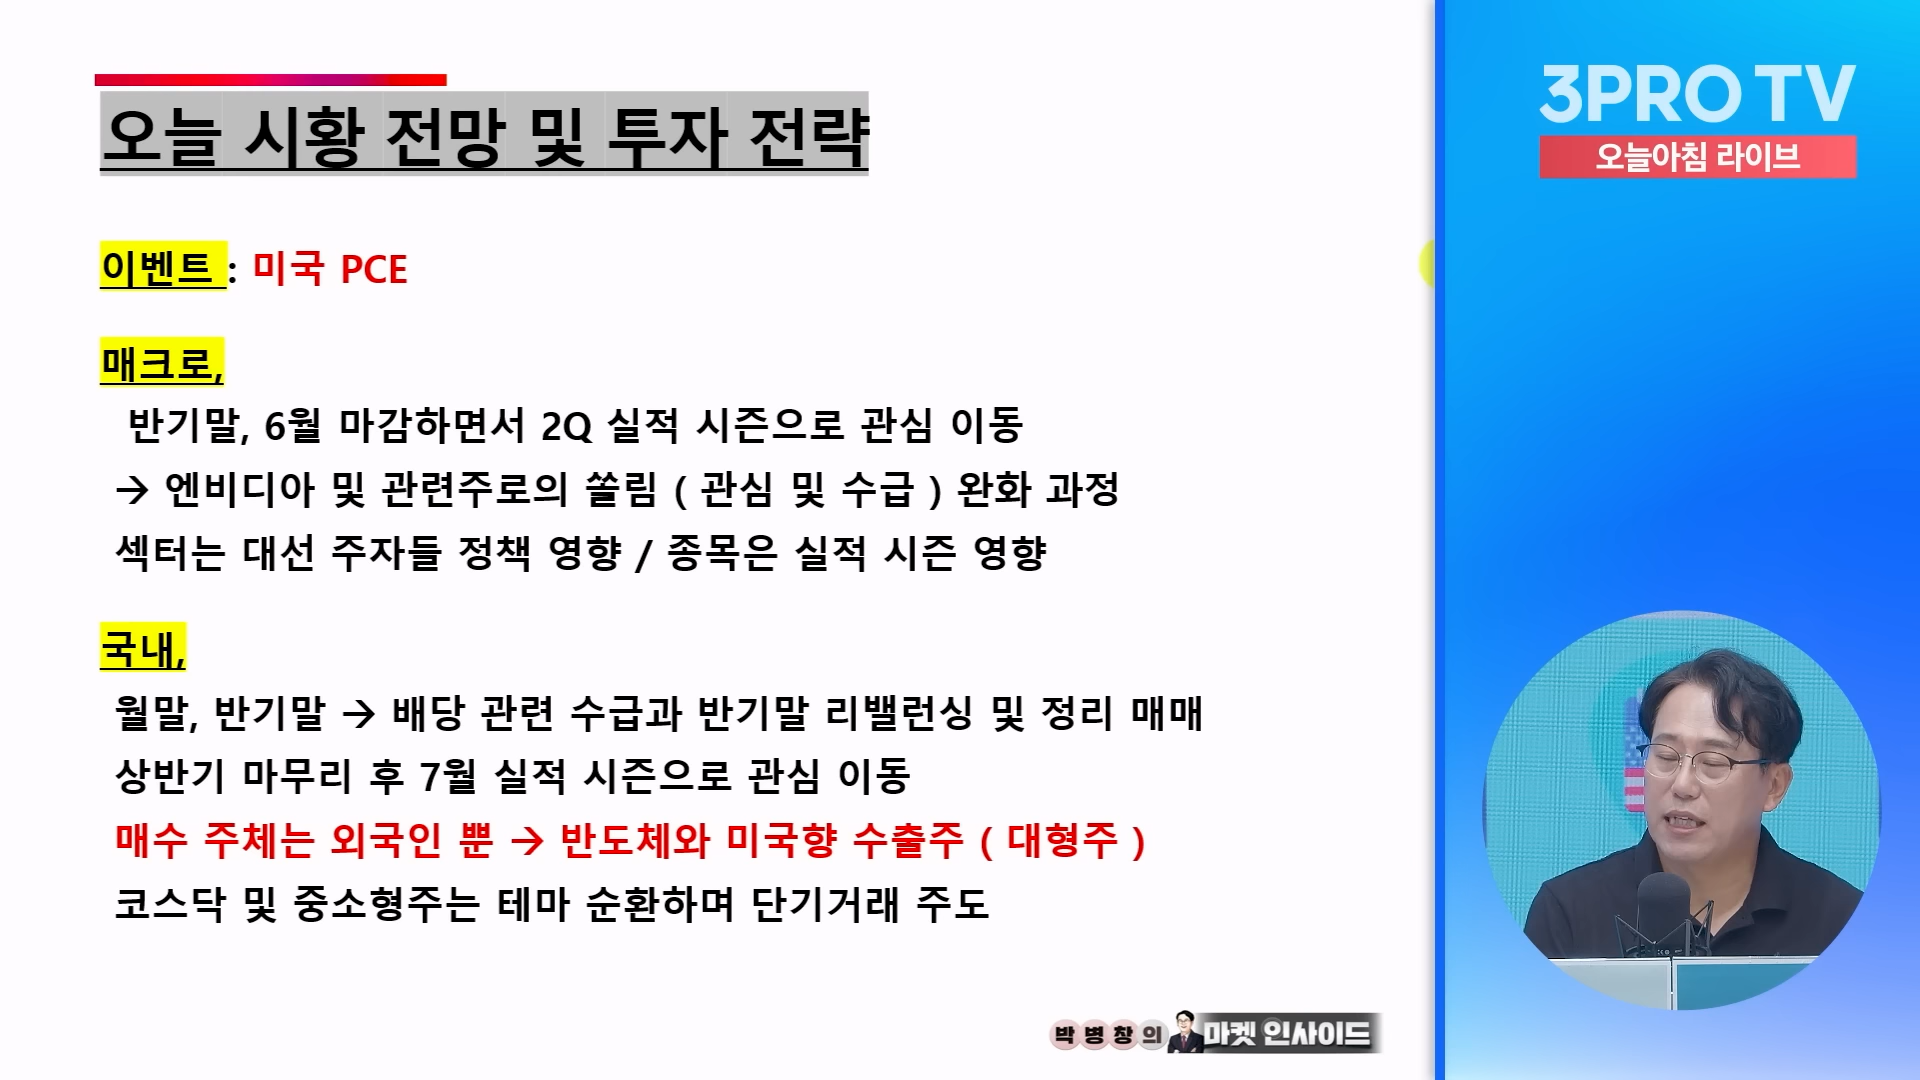 3PRO TV
오늘아침 라이브
오늘 시황 전망 및 투자 전략
이벤트 : 미국 PCE
매크로,
반기말, 6월 마감하면서 2Q 실적 시즌으로 관심 이동
→ 엔비디아 및 관련주로의 쏠림 ( 관심 및 수급 ) 완화 과정
섹터는 대선 주자들 정책 영향 / 종목은 실적 시즌 영향
국내,
월말, 반기말 → 배당 관련 수급과 반기말 리밸런싱 및 정리 매매
상반기 마무리 후 7월 실적 시즌으로 관심 이동
매수 주체는 외국인 뿐 → 반도체와 미국향 수출주 ( 대형주 )
코스닥 및 중소형주는 테마 순환하며 단기거래 주도
박병창의 마켓 인사이드